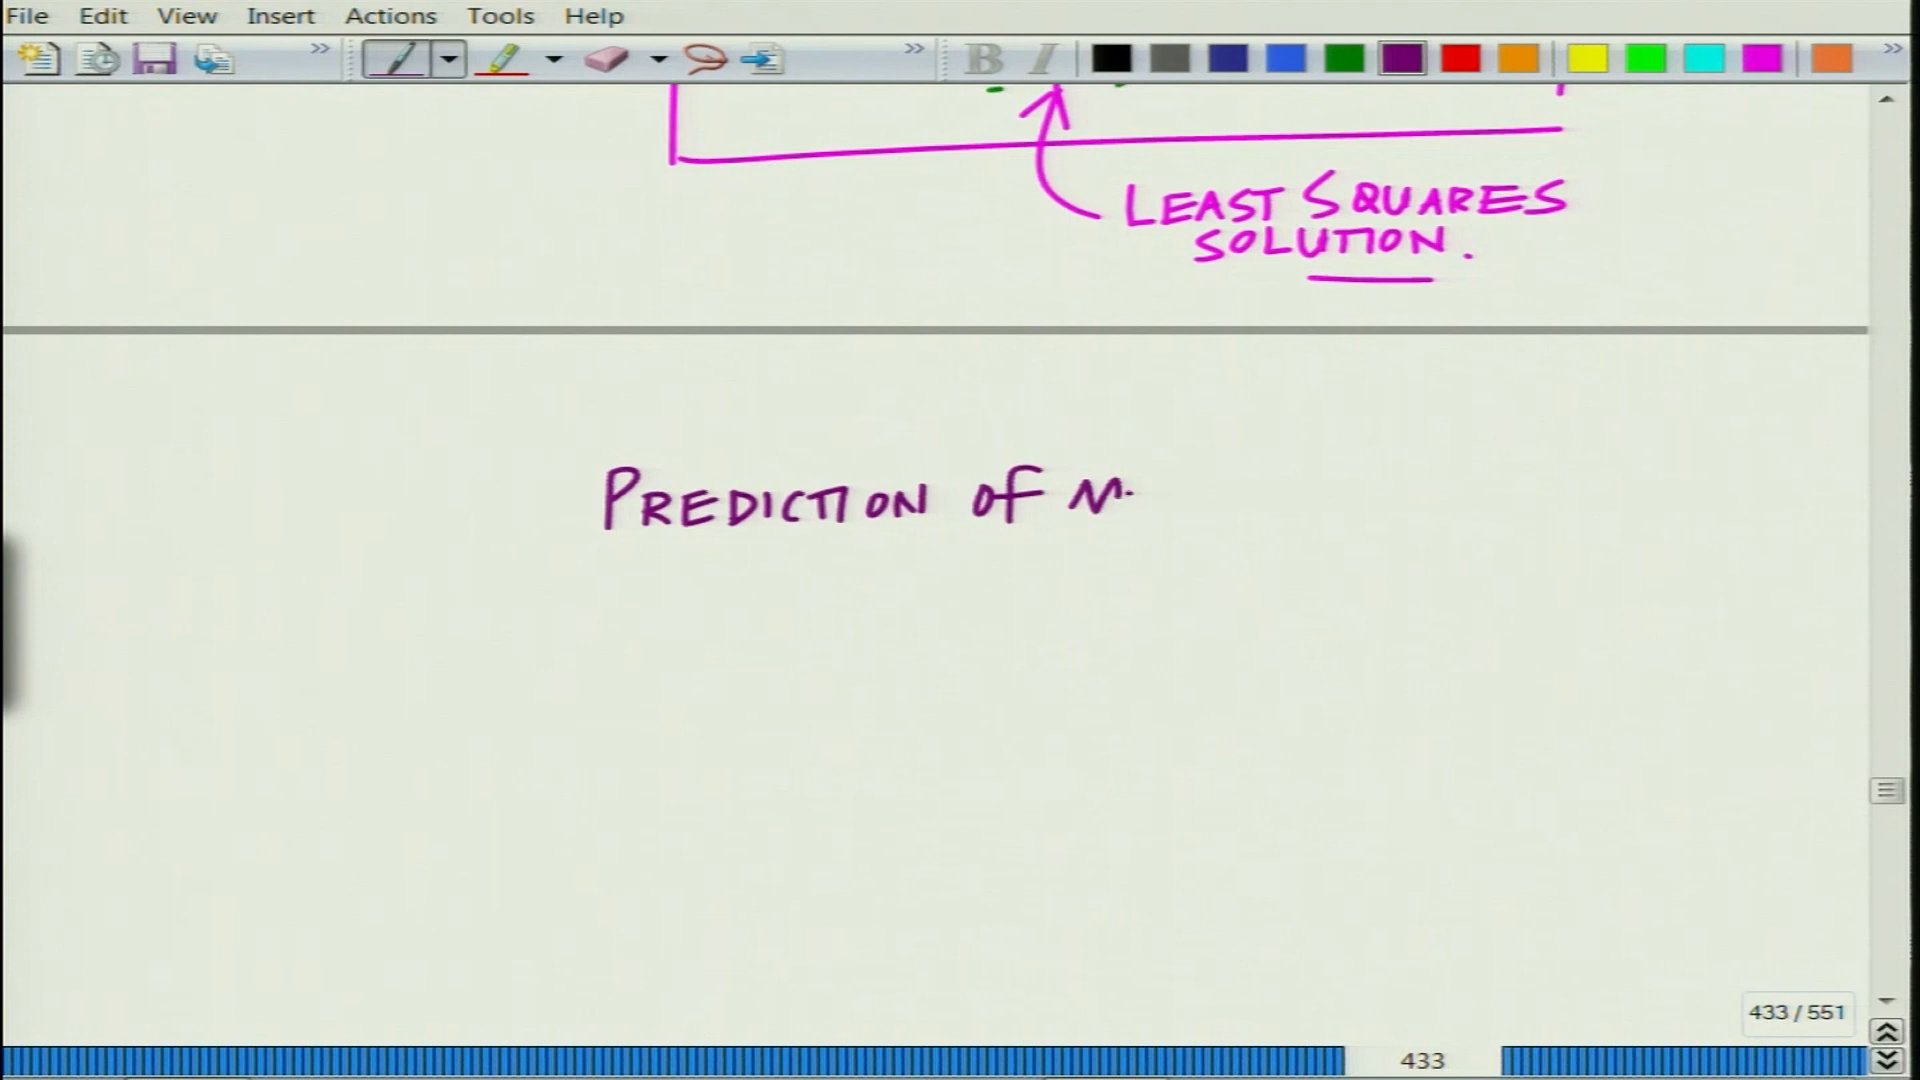 File Edit View Insert Actions Tools Help
B I
LEAST SQUARES
SOLUTION.
PREDICTION Of
433 / 551
433